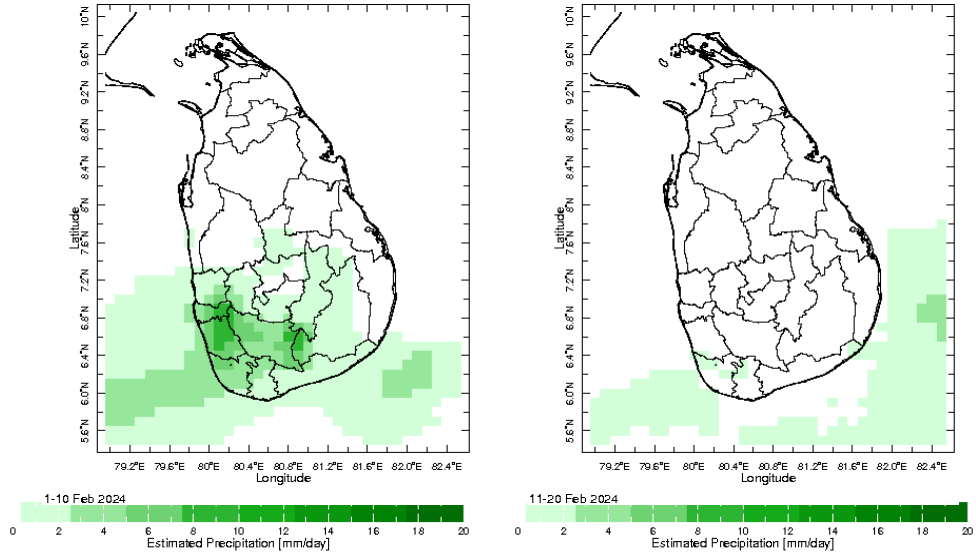 10°N
9.6°N
9.2°N
8.8°N
8.4°N
8°N
7.6°N
7.2°N
6.8°N
6.4°N
6.0°N
5.6°N
Latitude
79.2°E 79.6°E 80°E 80.4°E 80.8°E 81.2°E 81.6°E 82.0°E 82.4°E
Longitude
1-10 Feb 2024
0 2 4 6 8 10 12 14 16 18 20
Estimated Precipitation [mm/day]
10°N
9.6°N
9.2°N
8.8°N
8.4°N
8°N
7.6°N
7.2°N
6.8°N
6.4°N
6.0°N
5.6°N
Latitude
79.2°E 79.6°E 80°E 80.4°E 80.8°E 81.2°E 81.6°E 82.0°E 82.4°E
Longitude
11-20 Feb 2024
0 2 4 6 8 10 12 14 16 18 20
Estimated Precipitation [mm/day]